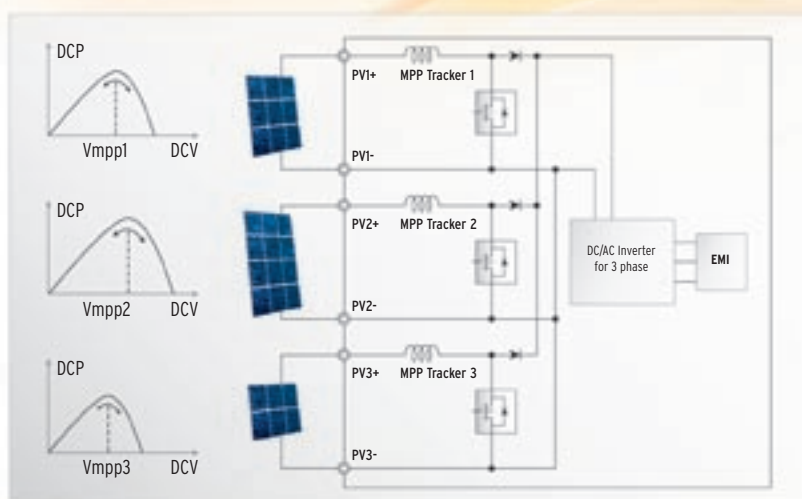 DCP
Vmpp1
DCV
PV1+
MPP Tracker 1
PV1-
DCP
Vmpp2
DCV
PV2+
MPP Tracker 2
PV2-
DC/AC Inverter
for 3 phase
EMI
DCP
Vmpp3
DCV
PV3+
MPP Tracker 3
PV3-